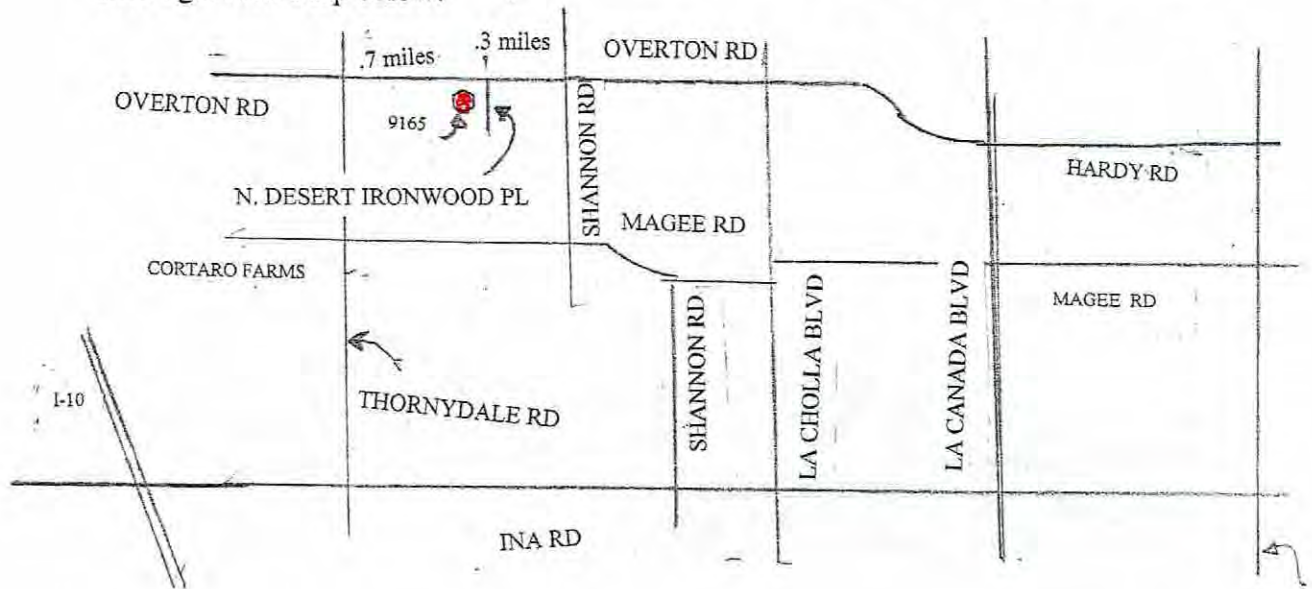 .7 miles
.3 miles
OVERTON RD
OVERTON RD
9165
SHANNON RD
HARDY RD
N. DESERT IRONWOOD PL
MAGEE RD
CORTARO FARMS
MAGEE RD
SHANNON RD
LA CHOLLA BLVD
LA CANADA BLVD
I-10
THORNYDALE RD
INA RD